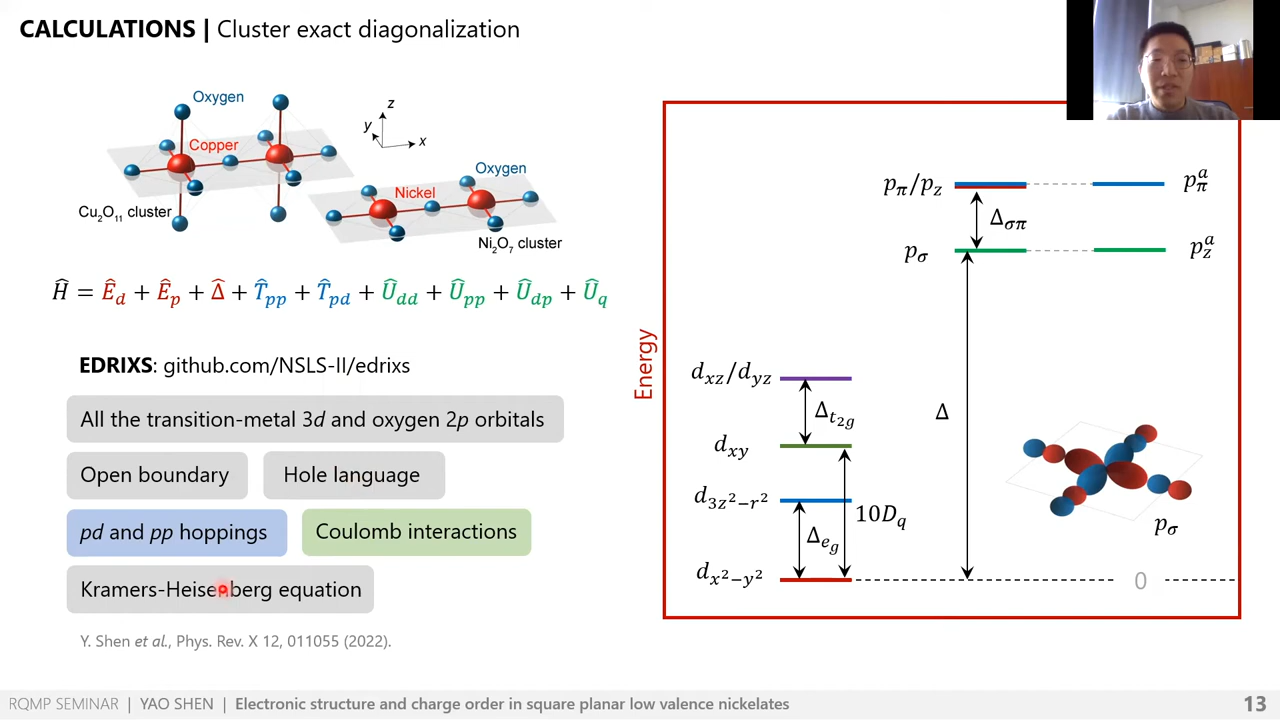 CALCULATIONS | Cluster exact diagonalization
Oxygen
Copper
Cu₂O₁₁ cluster
z
y
x
Oxygen
Nickel
Ni₂O₇ cluster
Ĥ = Ê_d + Ê_p + Δ̂ + T̂_pp + T̂_pd + Û_dd + Û_pp + Û_dp + Û_q
EDRIXS: github.com/NSLS-II/edrixs
All the transition-metal 3d and oxygen 2p orbitals
Open boundary
Hole language
pd and pp hoppings
Coulomb interactions
Kramers-Heisenberg equation
Y. Shen et al., Phys. Rev. X 12, 011055 (2022).
Energy
p_π/p_z
p_π^a
Δ_σπ
p_σ
p_z^a
d_xz/d_yz
Δ_t₂g
d_xy
Δ
d_3z²−r²
10D_q
Δ_e_g
d_x²−y²
0
p_σ
RQMP SEMINAR | YAO SHEN | Electronic structure and charge order in square planar low valence nickelates
13